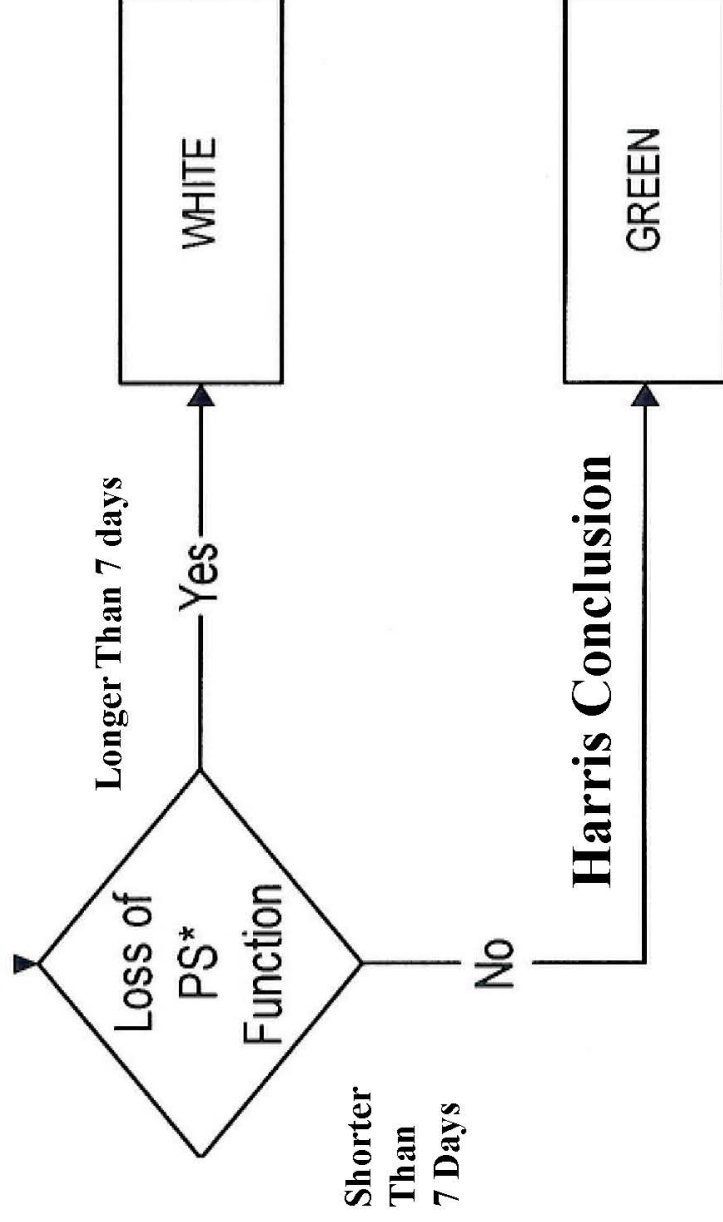 Longer Than 7 days
Loss of
PS*
Function
Yes
WHITE
Shorter
Than
7 Days
No
Harris Conclusion
GREEN